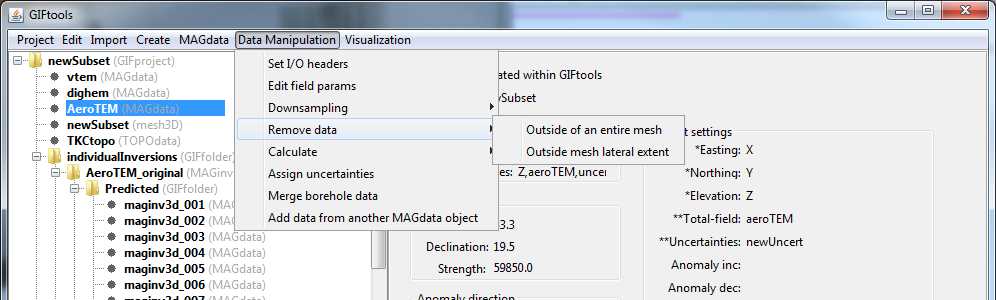 GIFtools
Project Edit Import Create MAGdata Data Manipulation Visualization
newSubset (GIFproject)
vtem (MAGdata)
dighem (MAGdata)
AeroTEM (MAGdata)
newSubset (mesh3D)
TKCtopo (TOPOdata)
individualInversions (GIFfolder)
AeroTEM_original (GIFfolder)
Predicted (GIFfolder)
maginv3d_001 (MAGdata)
maginv3d_002 (MAGdata)
maginv3d_003 (MAGdata)
maginv3d_004 (MAGdata)
maginv3d_005 (MAGdata)
maginv3d_006 (MAGdata)
Set I/O headers
Edit field params
Downsampling
Remove data
Calculate
Assign uncertainties
Merge borehole data
Add data from another MAGdata object
Outside of an entire mesh
Outside mesh lateral extent
ated within GIFtools
vSubset
es: Z,aeroTEM,uncer
3.3
Declination: 19.5
Strength: 59850.0
Anomaly direction
t settings
*Easting: X
*Northing: Y
*Elevation: Z
**Total-field: aeroTEM
**Uncertainties: newUncert
Anomaly inc:
Anomaly dec: